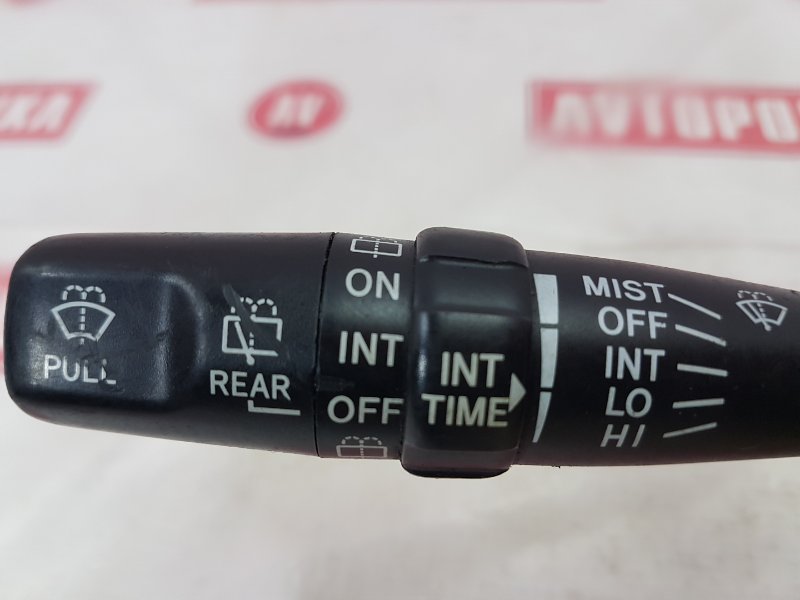 AV
PULL
REAR
ON
INT
OFF
INT
TIME
MIST
OFF
INT
LO
HI